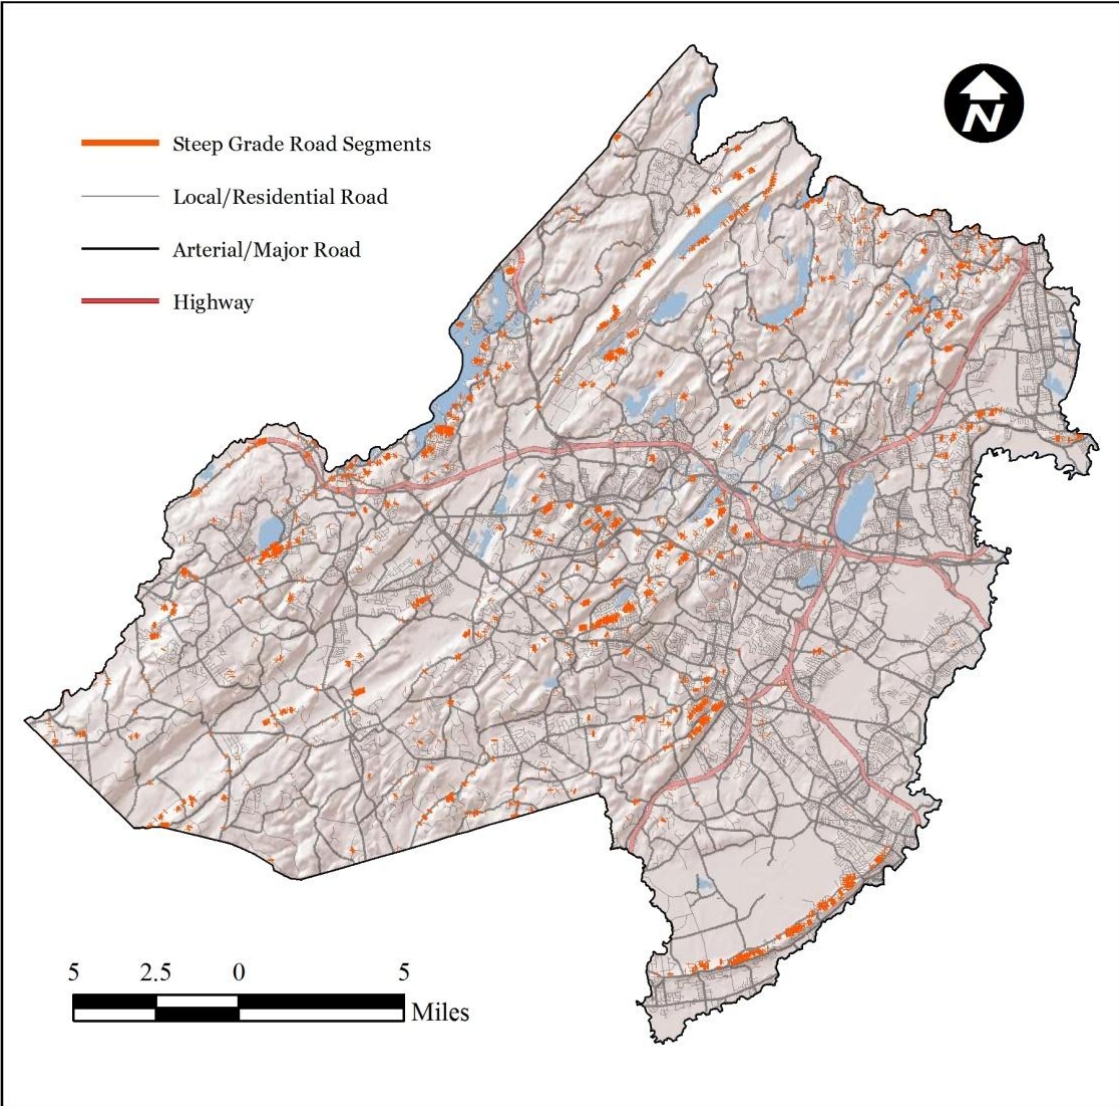 N
Steep Grade Road Segments
Local/Residential Road
Arterial/Major Road
Highway
5 2.5 0 5
Miles